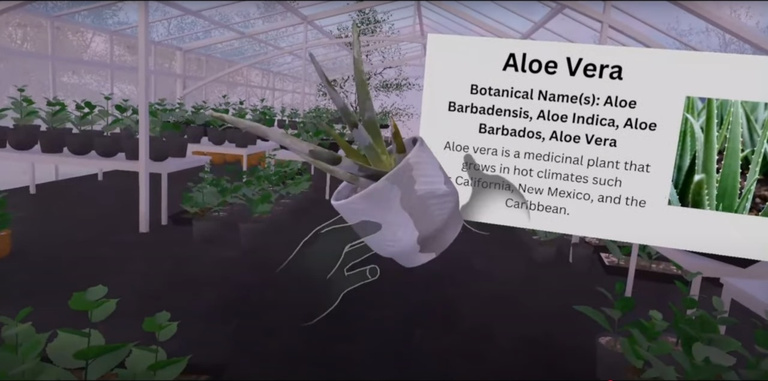 Aloe Vera
Botanical Name(s): Aloe
Barbadensis, Aloe Indica, Aloe
Barbados, Aloe Vera
Aloe vera is a medicinal plant that
grows in hot climates such
California, New Mexico, and the
Caribbean.